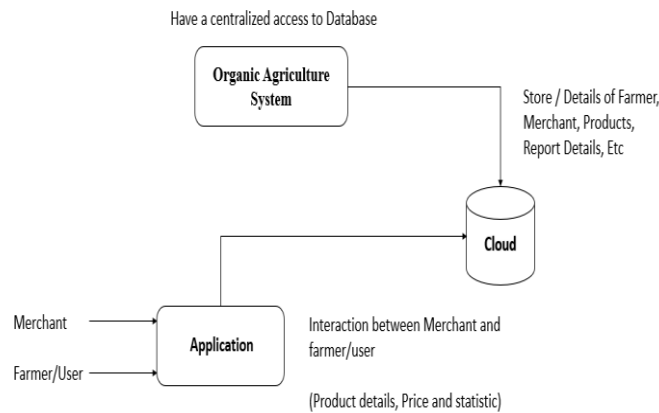 Have a centralized access to Database
Organic Agriculture
System
Store / Details of Farmer,
Merchant, Products,
Report Details, Etc
Cloud
Merchant
Farmer/User
Application
Interaction between Merchant and
farmer/user
(Product details, Price and statistic)